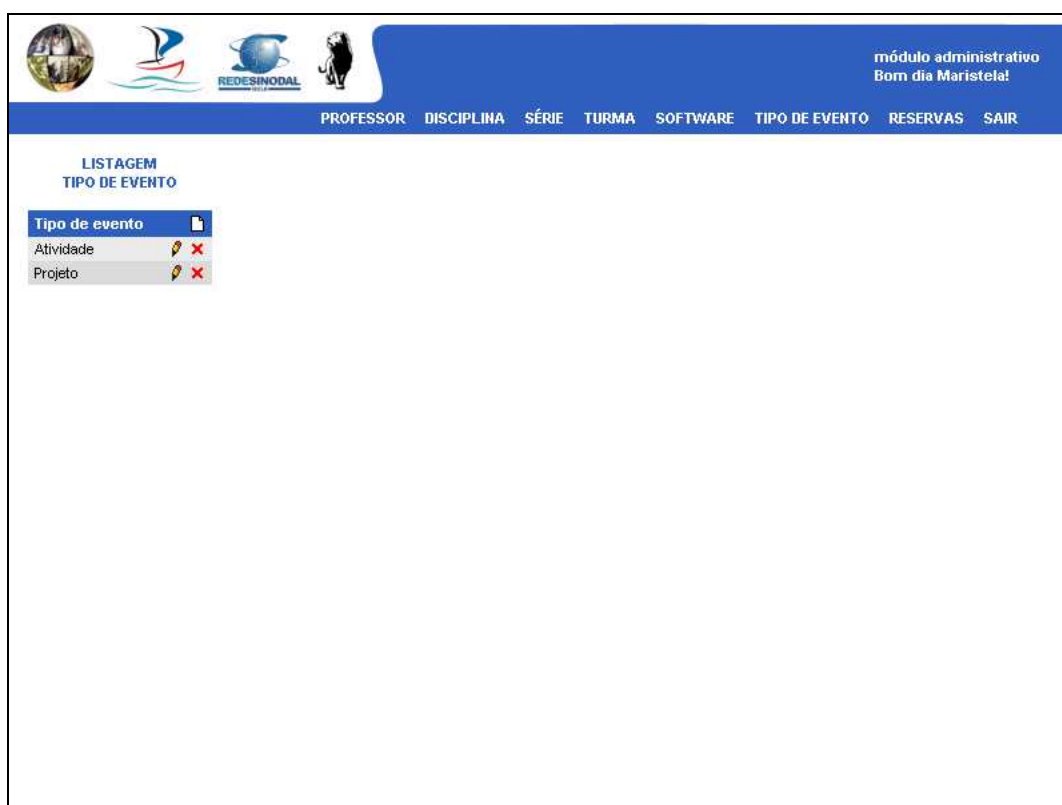 REDESINODAL
módulo administrativo
Bom dia Maristela!
PROFESSOR DISCIPLINA SÉRIE TURMA SOFTWARE TIPO DE EVENTO RESERVAS SAIR
LISTAGEM
TIPO DE EVENTO
Tipo de evento
Atividade
Projeto